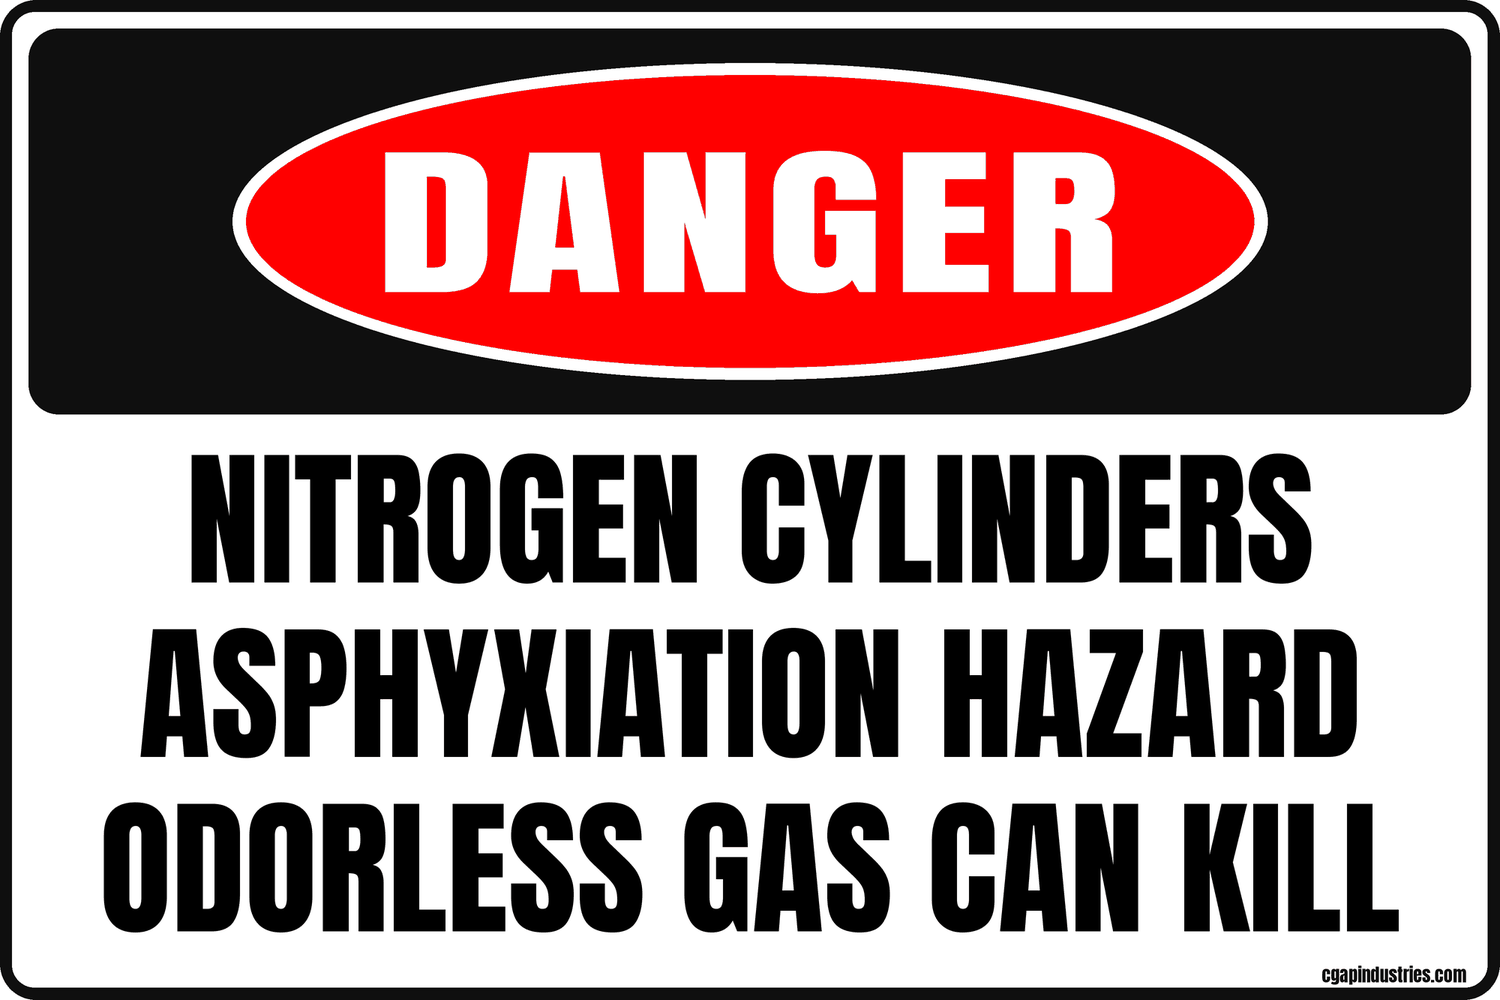 DANGER
NITROGEN CYLINDERS
ASPHYXIATION HAZARD
ODORLESS GAS CAN KILL
cgapindustries.com